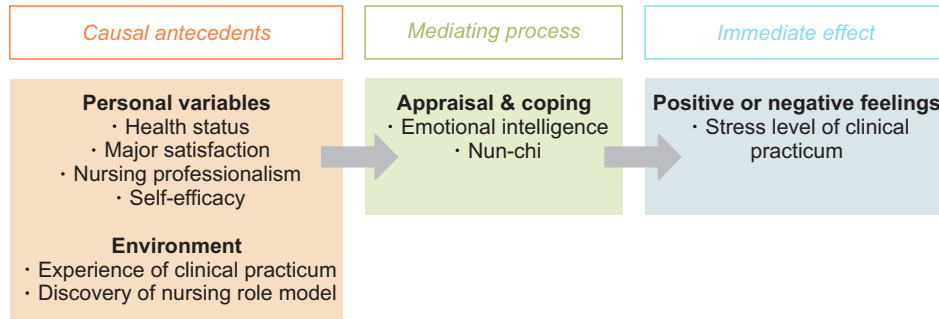 Causal antecedents
Mediating process
Immediate effect
Personal variables
· Health status
· Major satisfaction
· Nursing professionalism
· Self-efficacy
Environment
· Experience of clinical practicum
· Discovery of nursing role model
Appraisal & coping
· Emotional intelligence
· Nun-chi
Positive or negative feelings
· Stress level of clinical
practicum